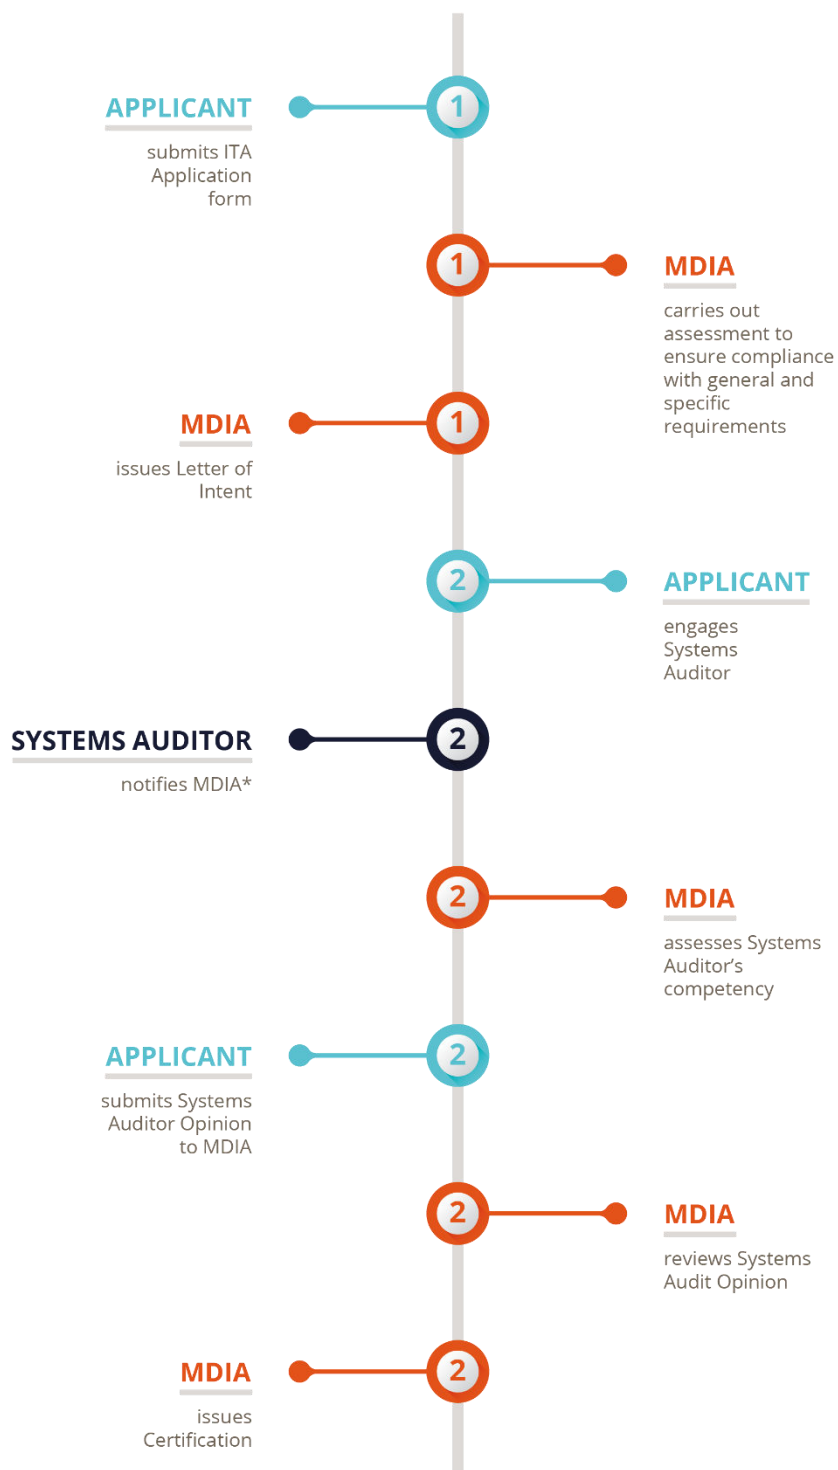 1
APPLICANT
submits ITA
Application
form
1
MDIA
carries out
assessment to
ensure compliance
with general and
specific
requirements
1
MDIA
issues Letter of
Intent
2
APPLICANT
engages
Systems
Auditor
2
SYSTEMS AUDITOR
notifies MDIA*
2
MDIA
assesses Systems
Auditor’s
competency
2
APPLICANT
submits Systems
Auditor Opinion
to MDIA
2
MDIA
reviews Systems
Audit Opinion
2
MDIA
issues
Certification